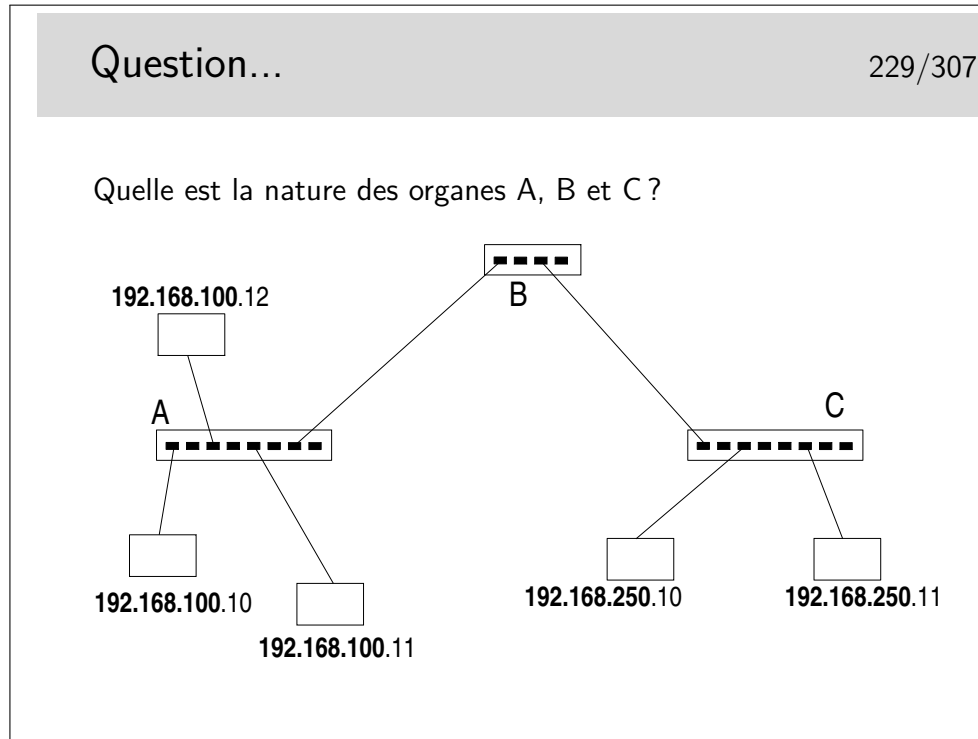 Question...
229/307
Quelle est la nature des organes A, B et C ?
B
192.168.100.12
A
C
192.168.100.10
192.168.100.11
192.168.250.10
192.168.250.11